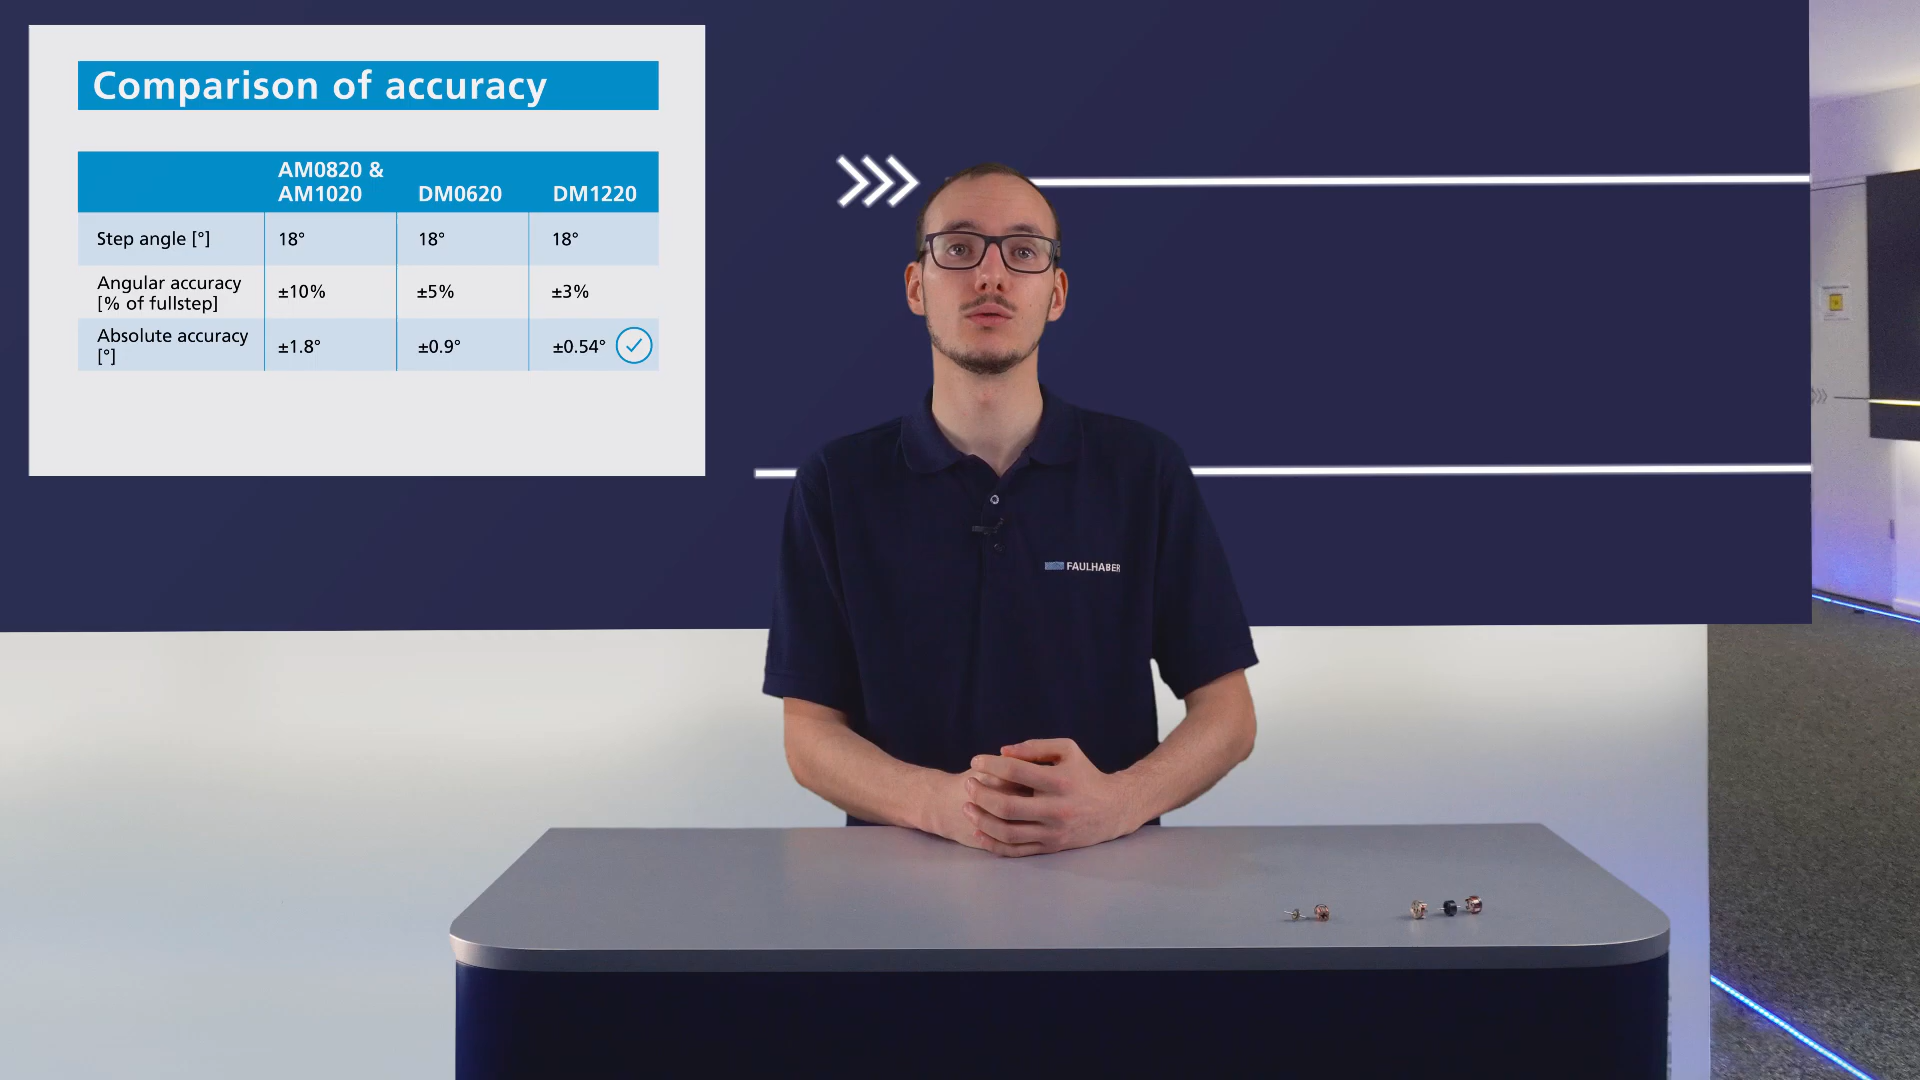 Comparison of accuracy
AM0820 &
AM1020
DM0620
DM1220
Step angle [°]
18°
18°
18°
Angular accuracy
[% of fullstep]
±10%
±5%
±3%
Absolute accuracy
[°]
±1.8°
±0.9°
±0.54°
FAULHABER